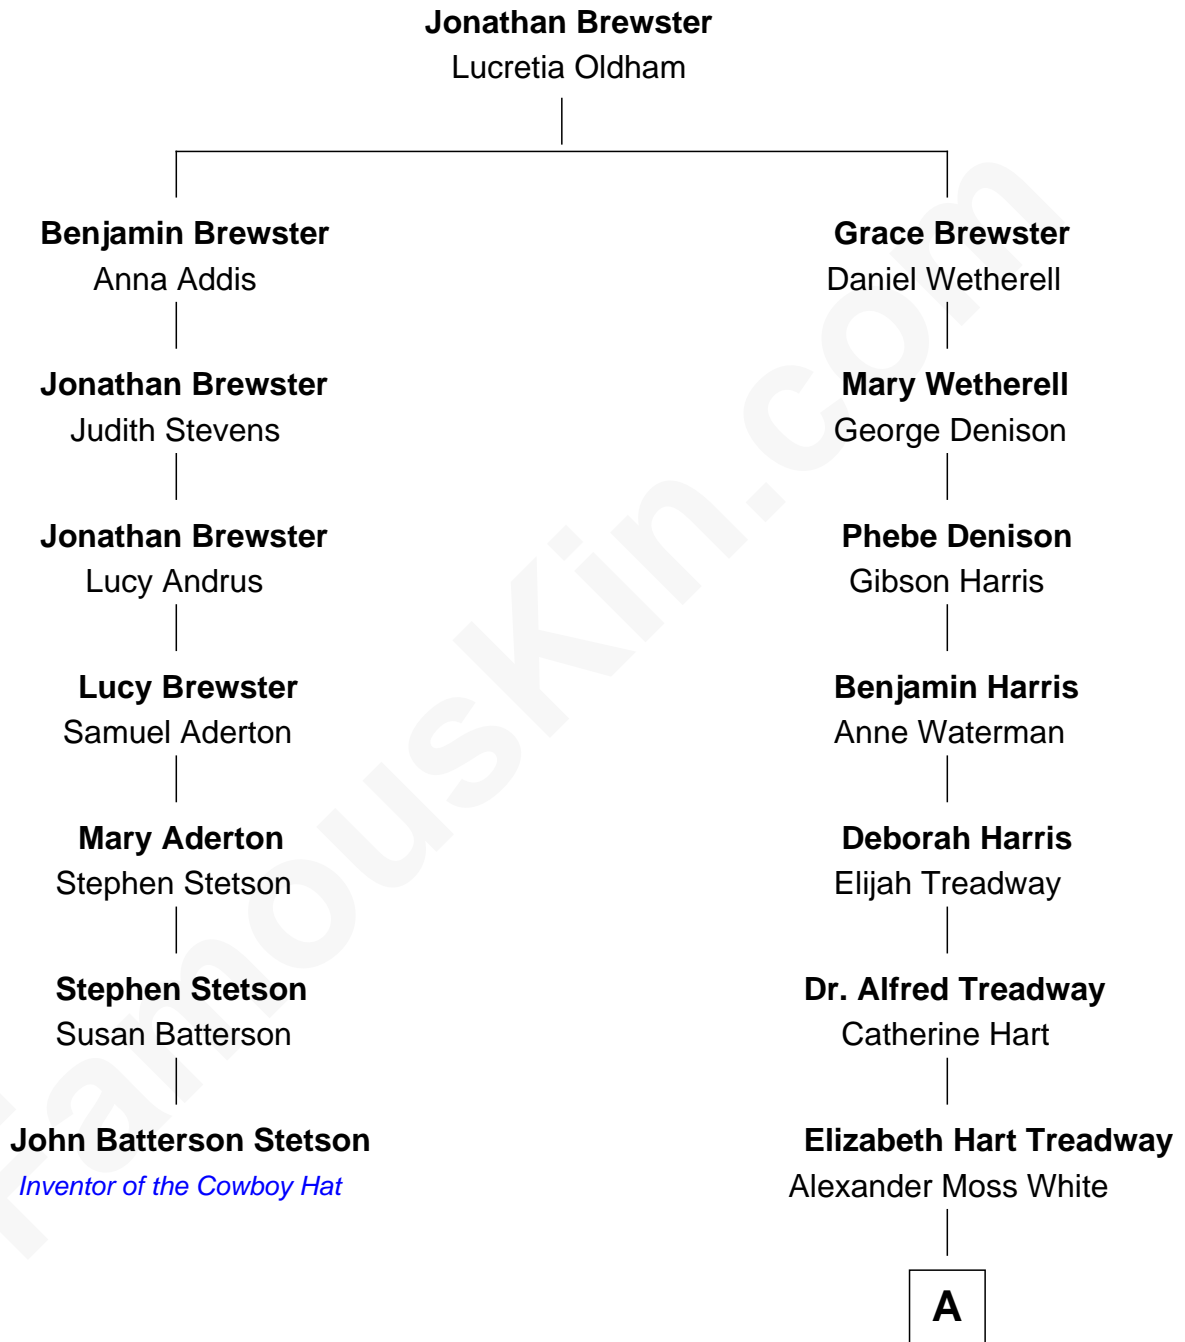 Jonathan Brewster
Lucretia Oldham
Benjamin Brewster
Anna Addis
Grace Brewster
Daniel Wetherell
Jonathan Brewster
Judith Stevens
Mary Wetherell
George Denison
Jonathan Brewster
Lucy Andrus
Phebe Denison
Gibson Harris
Lucy Brewster
Samuel Aderton
Benjamin Harris
Anne Waterman
Mary Aderton
Stephen Stetson
Deborah Harris
Elijah Treadway
Stephen Stetson
Susan Batterson
Dr. Alfred Treadway
Catherine Hart
John Batterson Stetson
Inventor of the Cowboy Hat
Elizabeth Hart Treadway
Alexander Moss White
A
FamousKin.com